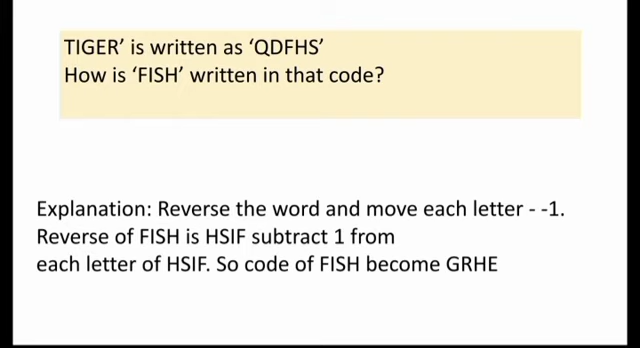 TIGER’ is written as ‘QDFHS’
How is ‘FISH’ written in that code?
Explanation: Reverse the word and move each letter - -1.
Reverse of FISH is HSIF subtract 1 from
each letter of HSIF. So code of FISH become GRHE